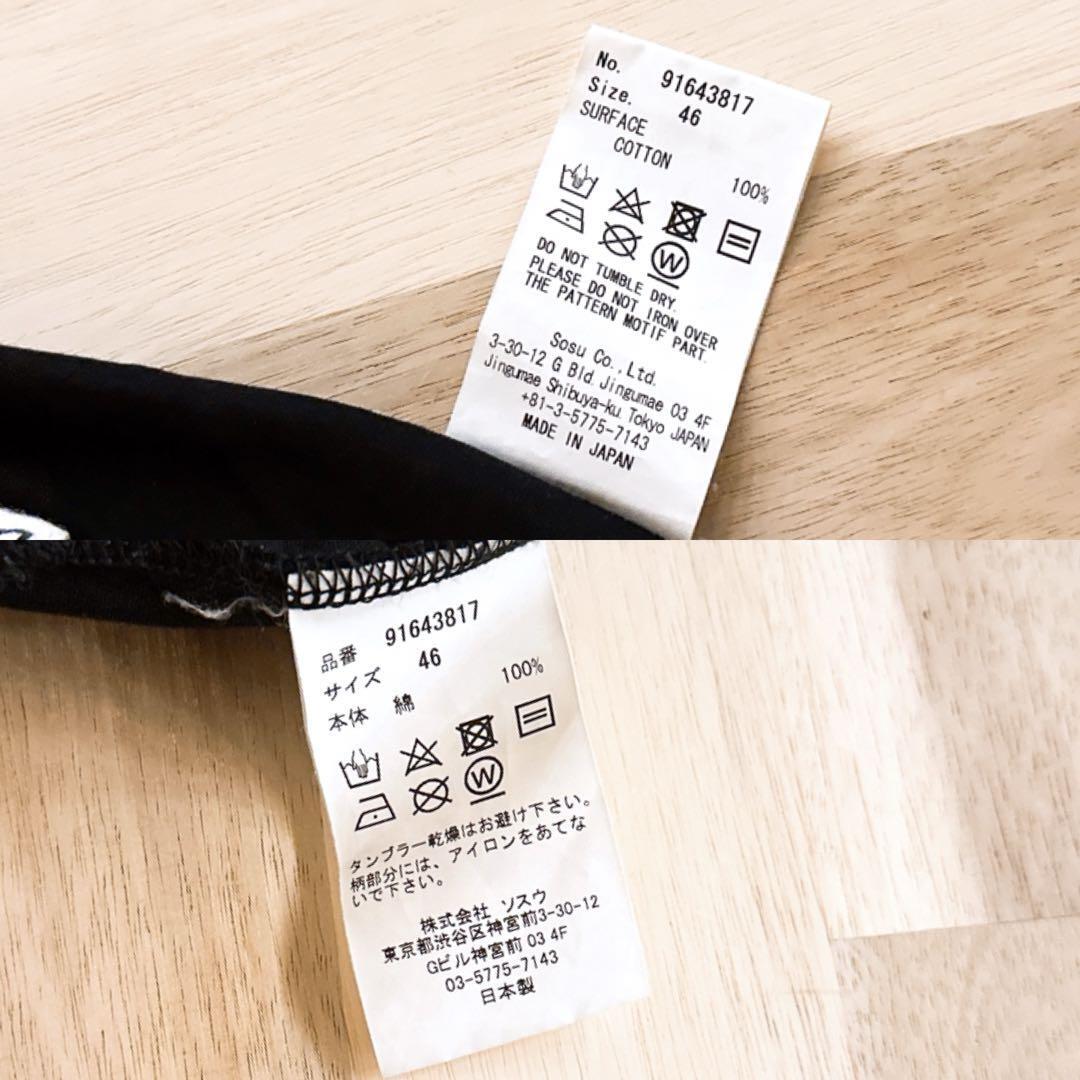 No. 91643817
Size. 46
SURFACE
COTTON 100%
W
DO NOT TUMBLE DRY.
PLEASE DO NOT IRON OVER
THE PATTERN MOTIF PART.
Sosu Co.,Ltd.
3-30-12 G Bld. Jingumae 03 4F
Jingumae Shibuya-ku. Tokyo JAPAN
+81-3-5775-7143
MADE IN JAPAN
品番 91643817
サイズ 46
本体 綿 100%
W
タンブラー乾燥はお避け下さい。
柄部分には、アイロンをあてな
いで下さい。
株式会社 ソスウ
東京都渋谷区神宮前3-30-12
Gビル神宮前 03 4F
03-5775-7143
日本製